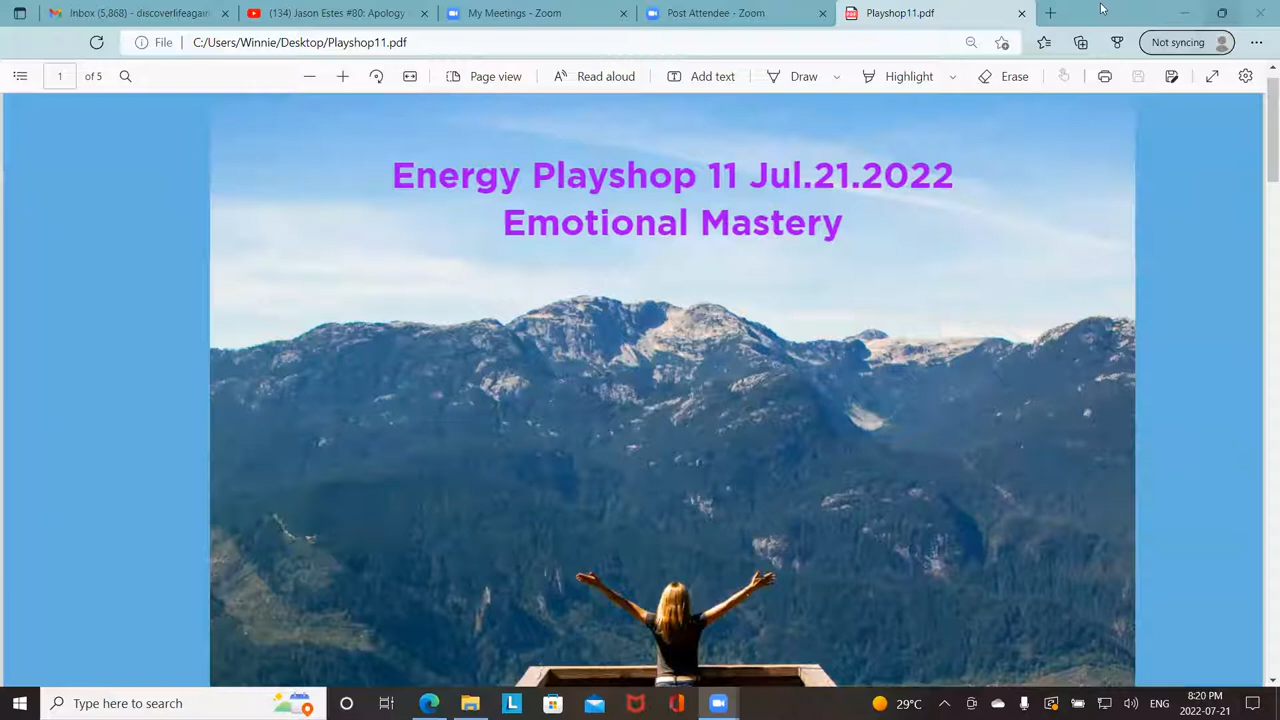 Inbox (5,868) - discoverlifeagain
(134) Jason Estes #80: Apology
My Meetings - Zoom
Post Attendee - Zoom
Playshop11.pdf
File
C:/Users/Winnie/Desktop/Playshop11.pdf
Not syncing
1 of 5
Page view
Read aloud
Add text
Draw
Highlight
Erase
Energy Playshop 11 Jul.21.2022
Emotional Mastery
Type here to search
29°C
ENG
8:20 PM
2022-07-21